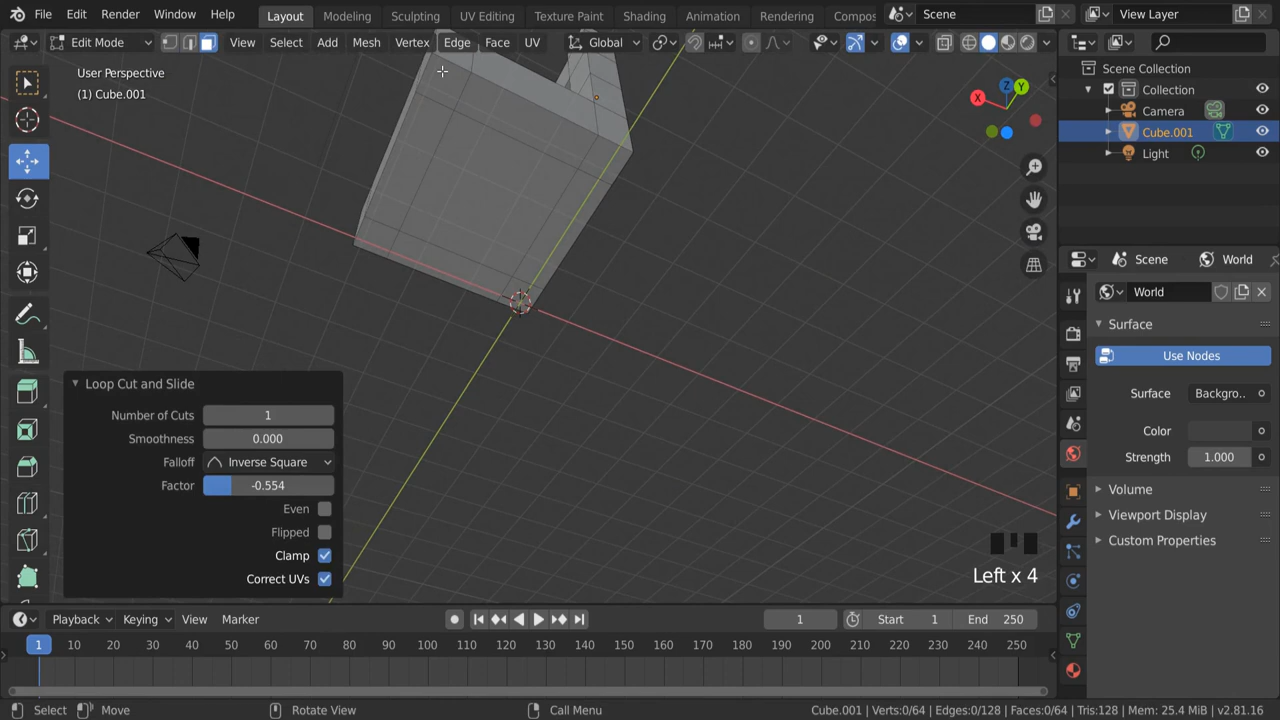 File Edit Render Window Help Layout Modeling Sculpting UV Editing Texture Paint Shading Animation Rendering Compos Scene View Layer
Edit Mode View Select Add Mesh Vertex Edge Face UV Global
User Perspective
(1) Cube.001
X Y Z
Scene Collection
Collection
Camera
Cube.001
Light
Scene World
World
Surface
Use Nodes
Surface Backgro..
Color
Strength 1.000
Volume
Viewport Display
Custom Properties
Loop Cut and Slide
Number of Cuts 1
Smoothness 0.000
Falloff Inverse Square
Factor -0.554
Even
Flipped
Clamp
Correct UVs
Left x 4
Playback Keying View Marker 1 Start 1 End 250
1 10 20 30 40 50 60 70 80 90 100 110 120 130 140 150 160 170 180 190 200 210 220 230 240 250
Select Move Rotate View Call Menu Cube.001 | Verts:0/64 | Edges:0/128 | Faces:0/64 | Tris:128 | Mem: 25.4 MiB | v2.81.16